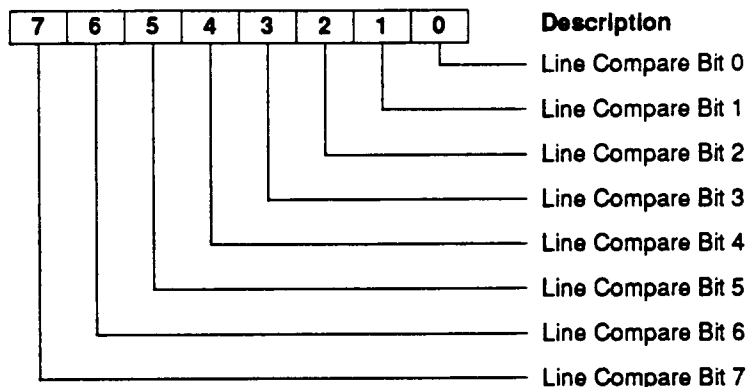 7 6 5 4 3 2 1 0 Description
Line Compare Bit 0
Line Compare Bit 1
Line Compare Bit 2
Line Compare Bit 3
Line Compare Bit 4
Line Compare Bit 5
Line Compare Bit 6
Line Compare Bit 7